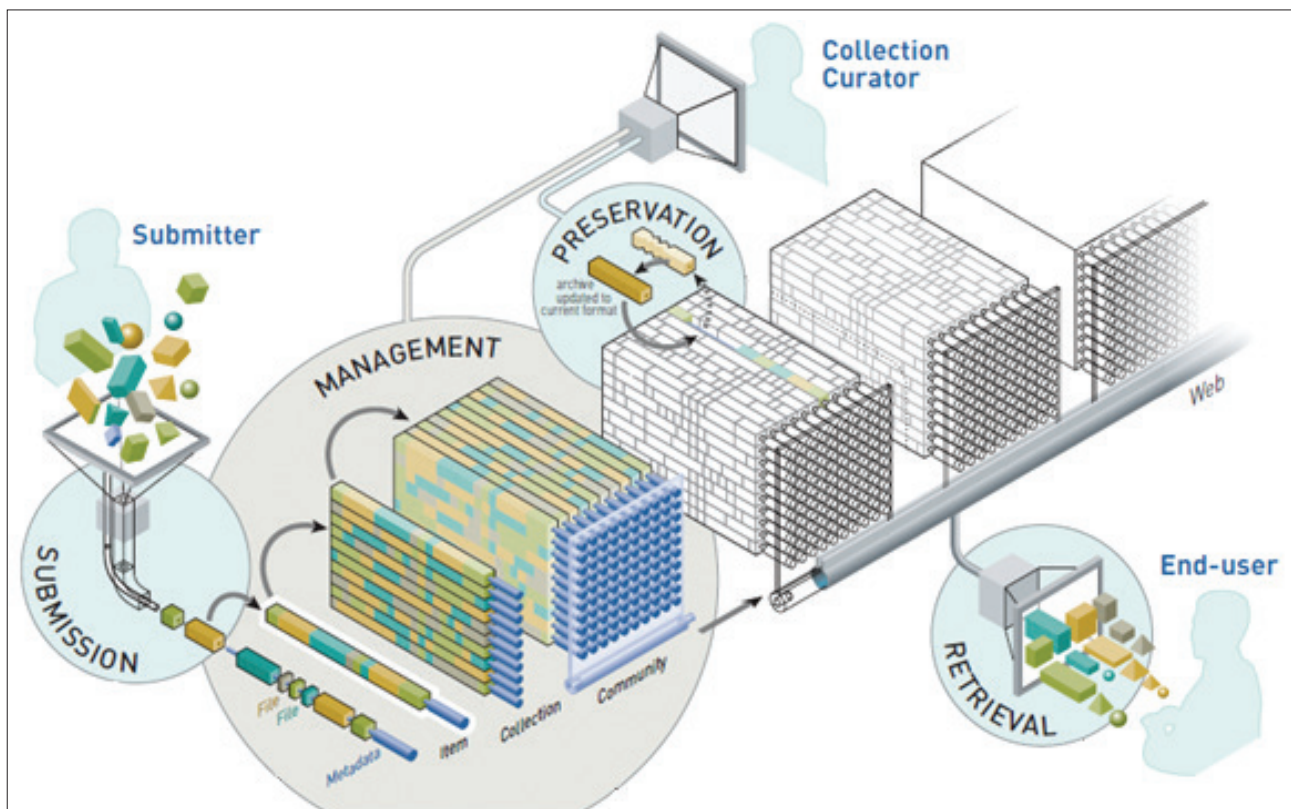 Collection
Curator
Submitter
PRESERVATION
archive
updated to
current format
MANAGEMENT
Web
SUBMISSION
End-user
RETRIEVAL
File
File
Metadata
Item
Collection
Community